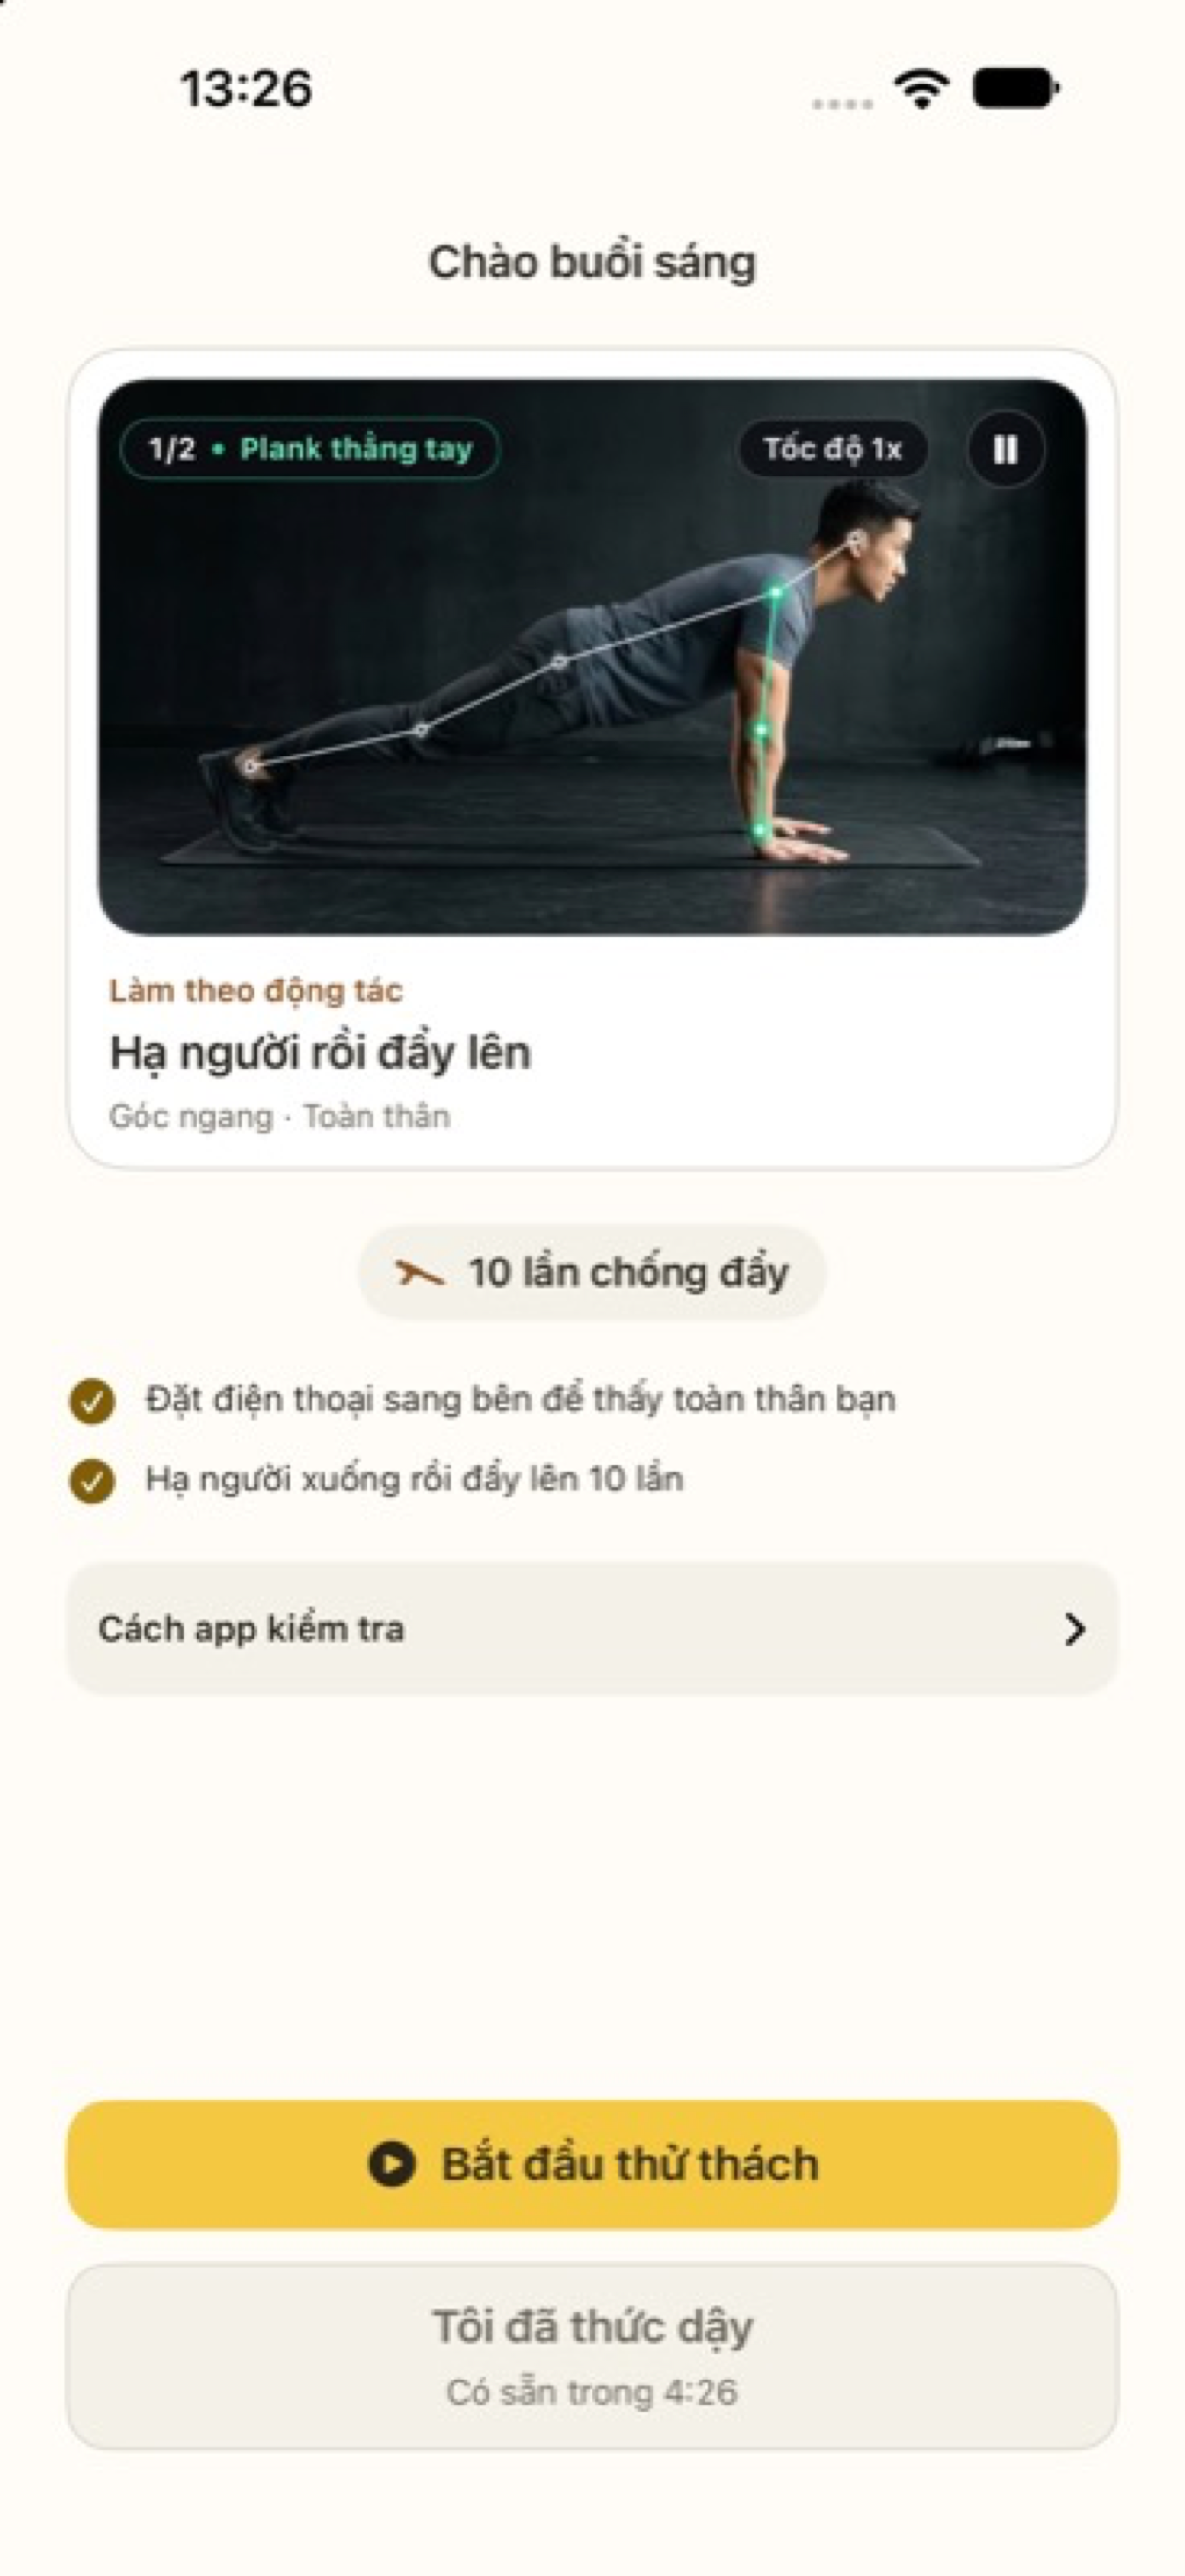 13:26
Chào buổi sáng
1/2 • Plank thẳng tay
Tốc độ 1x
Làm theo động tác
Hạ người rồi đẩy lên
Góc ngang · Toàn thân
10 lần chống đẩy
Đặt điện thoại sang bên để thấy toàn thân bạn
Hạ người xuống rồi đẩy lên 10 lần
Cách app kiểm tra
Bắt đầu thử thách
Tôi đã thức dậy
Có sẵn trong 4:26